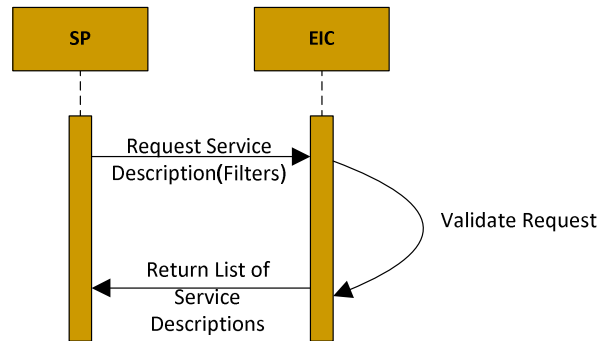 SP
EIC
Request Service
Description(Filters)
Validate Request
Return List of
Service
Descriptions